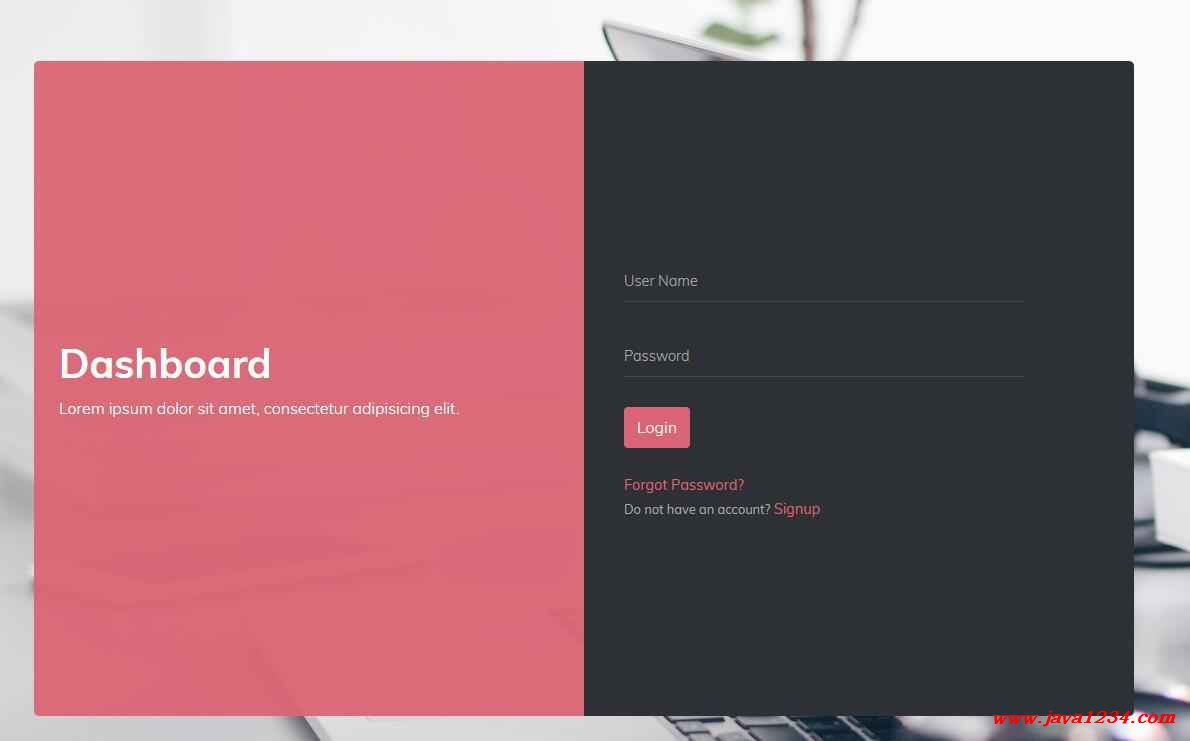 Dashboard
Lorem ipsum dolor sit amet, consectetur adipisicing elit.
User Name
Password
Login
Forgot Password?
Do not have an account? Signup
www.java1234.com